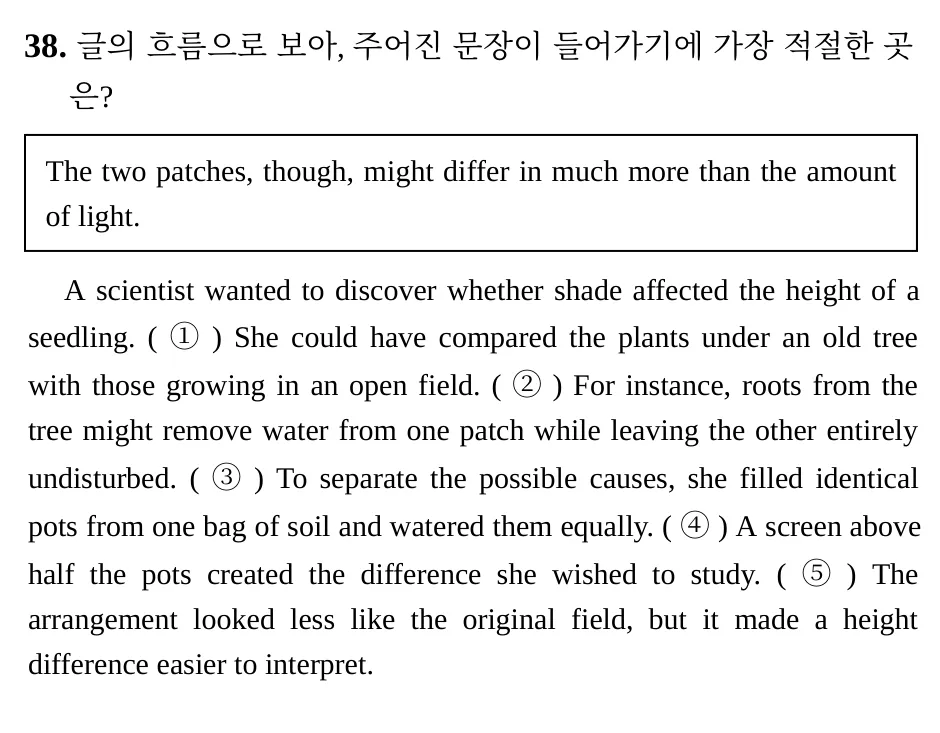 38. 글의 흐름으로 보아, 주어진 문장이 들어가기에 가장 적절한 곳
은?
The two patches, though, might differ in much more than the amount
of light.
A scientist wanted to discover whether shade affected the height of a
seedling. ( ① ) She could have compared the plants under an old tree
with those growing in an open field. ( ② ) For instance, roots from the
tree might remove water from one patch while leaving the other entirely
undisturbed. ( ③ ) To separate the possible causes, she filled identical
pots from one bag of soil and watered them equally. ( ④ ) A screen above
half the pots created the difference she wished to study. ( ⑤ ) The
arrangement looked less like the original field, but it made a height
difference easier to interpret.